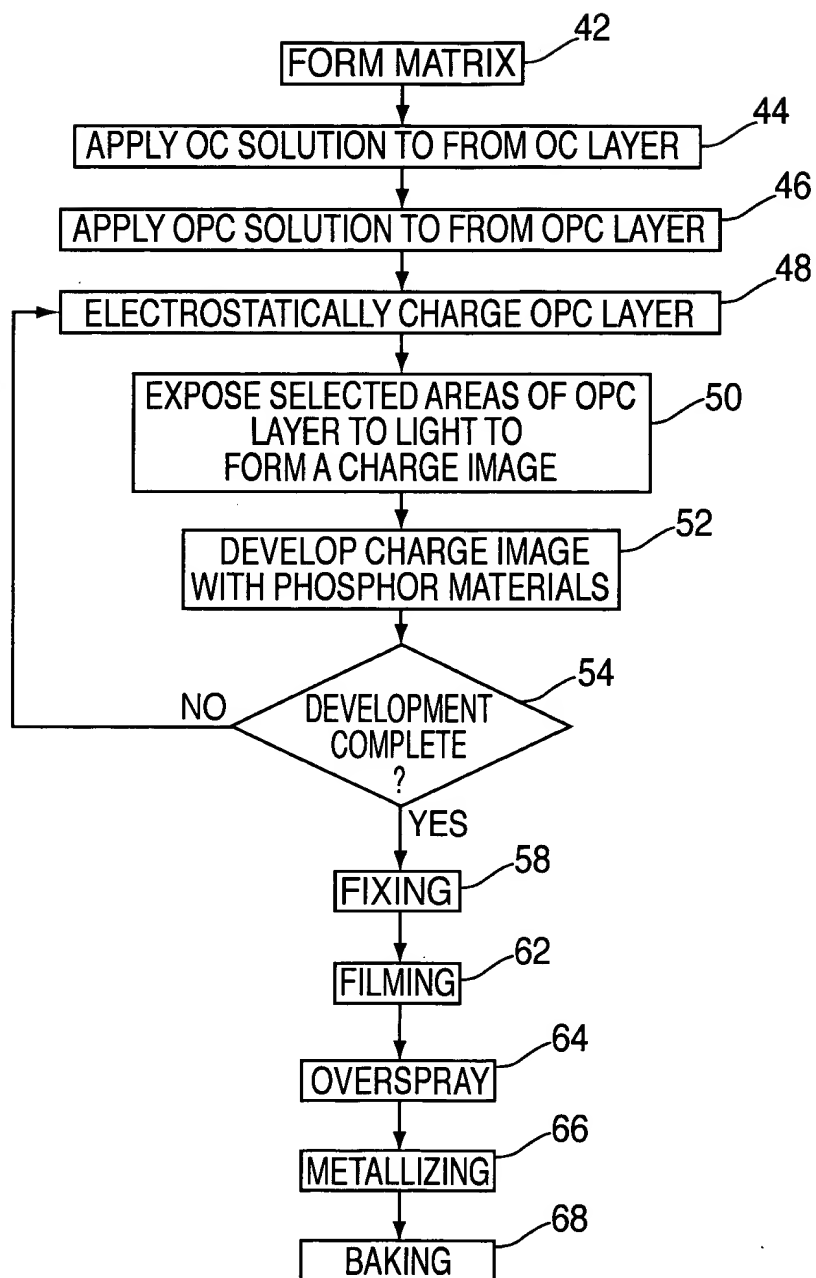 42
FORM MATRIX
44
APPLY OC SOLUTION TO FROM OC LAYER
46
APPLY OPC SOLUTION TO FROM OPC LAYER
48
ELECTROSTATICALLY CHARGE OPC LAYER
50
EXPOSE SELECTED AREAS OF OPC
LAYER TO LIGHT TO
FORM A CHARGE IMAGE
52
DEVELOP CHARGE IMAGE
WITH PHOSPHOR MATERIALS
54
NO
DEVELOPMENT
COMPLETE
?
YES
58
FIXING
62
FILMING
64
OVERSPRAY
66
METALLIZING
68
BAKING